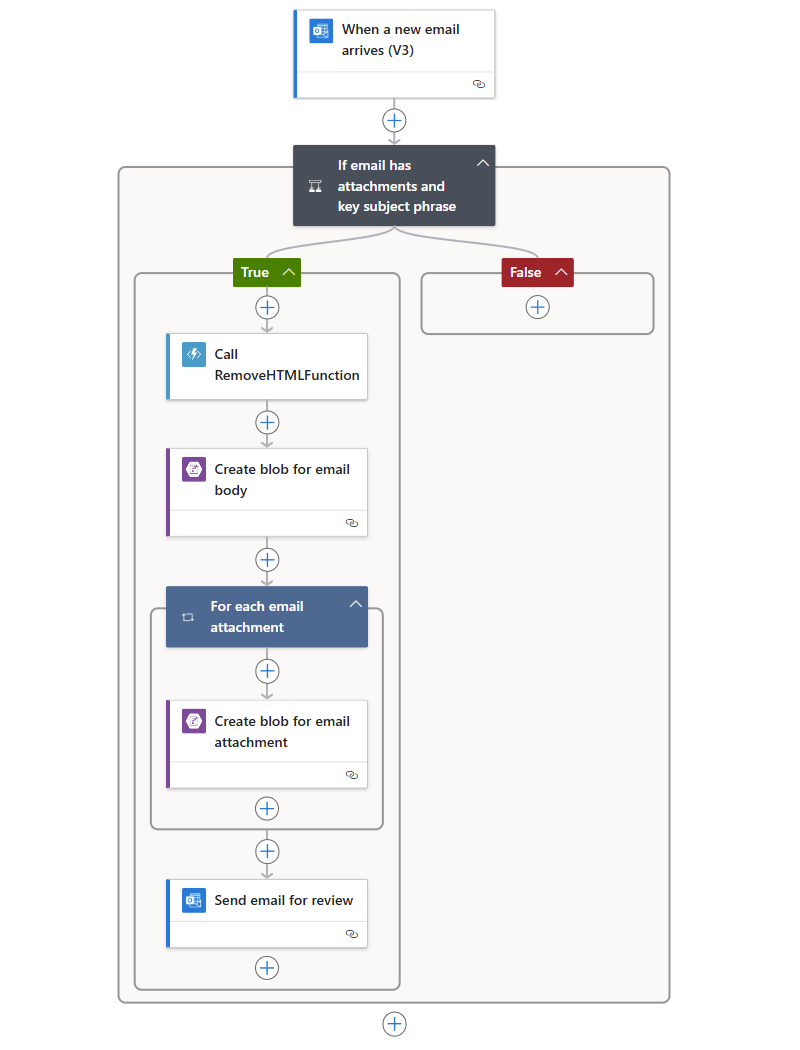 When a new email
arrives (V3)
If email has
attachments and
key subject phrase
True
False
Call
RemoveHTMLFunction
Create blob for email
body
For each email
attachment
Create blob for email
attachment
Send email for review